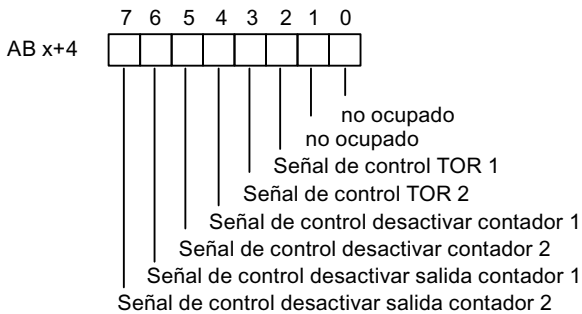 7 6 5 4 3 2 1 0
AB x+4
no ocupado
no ocupado
Señal de control TOR 1
Señal de control TOR 2
Señal de control desactivar contador 1
Señal de control desactivar contador 2
Señal de control desactivar salida contador 1
Señal de control desactivar salida contador 2